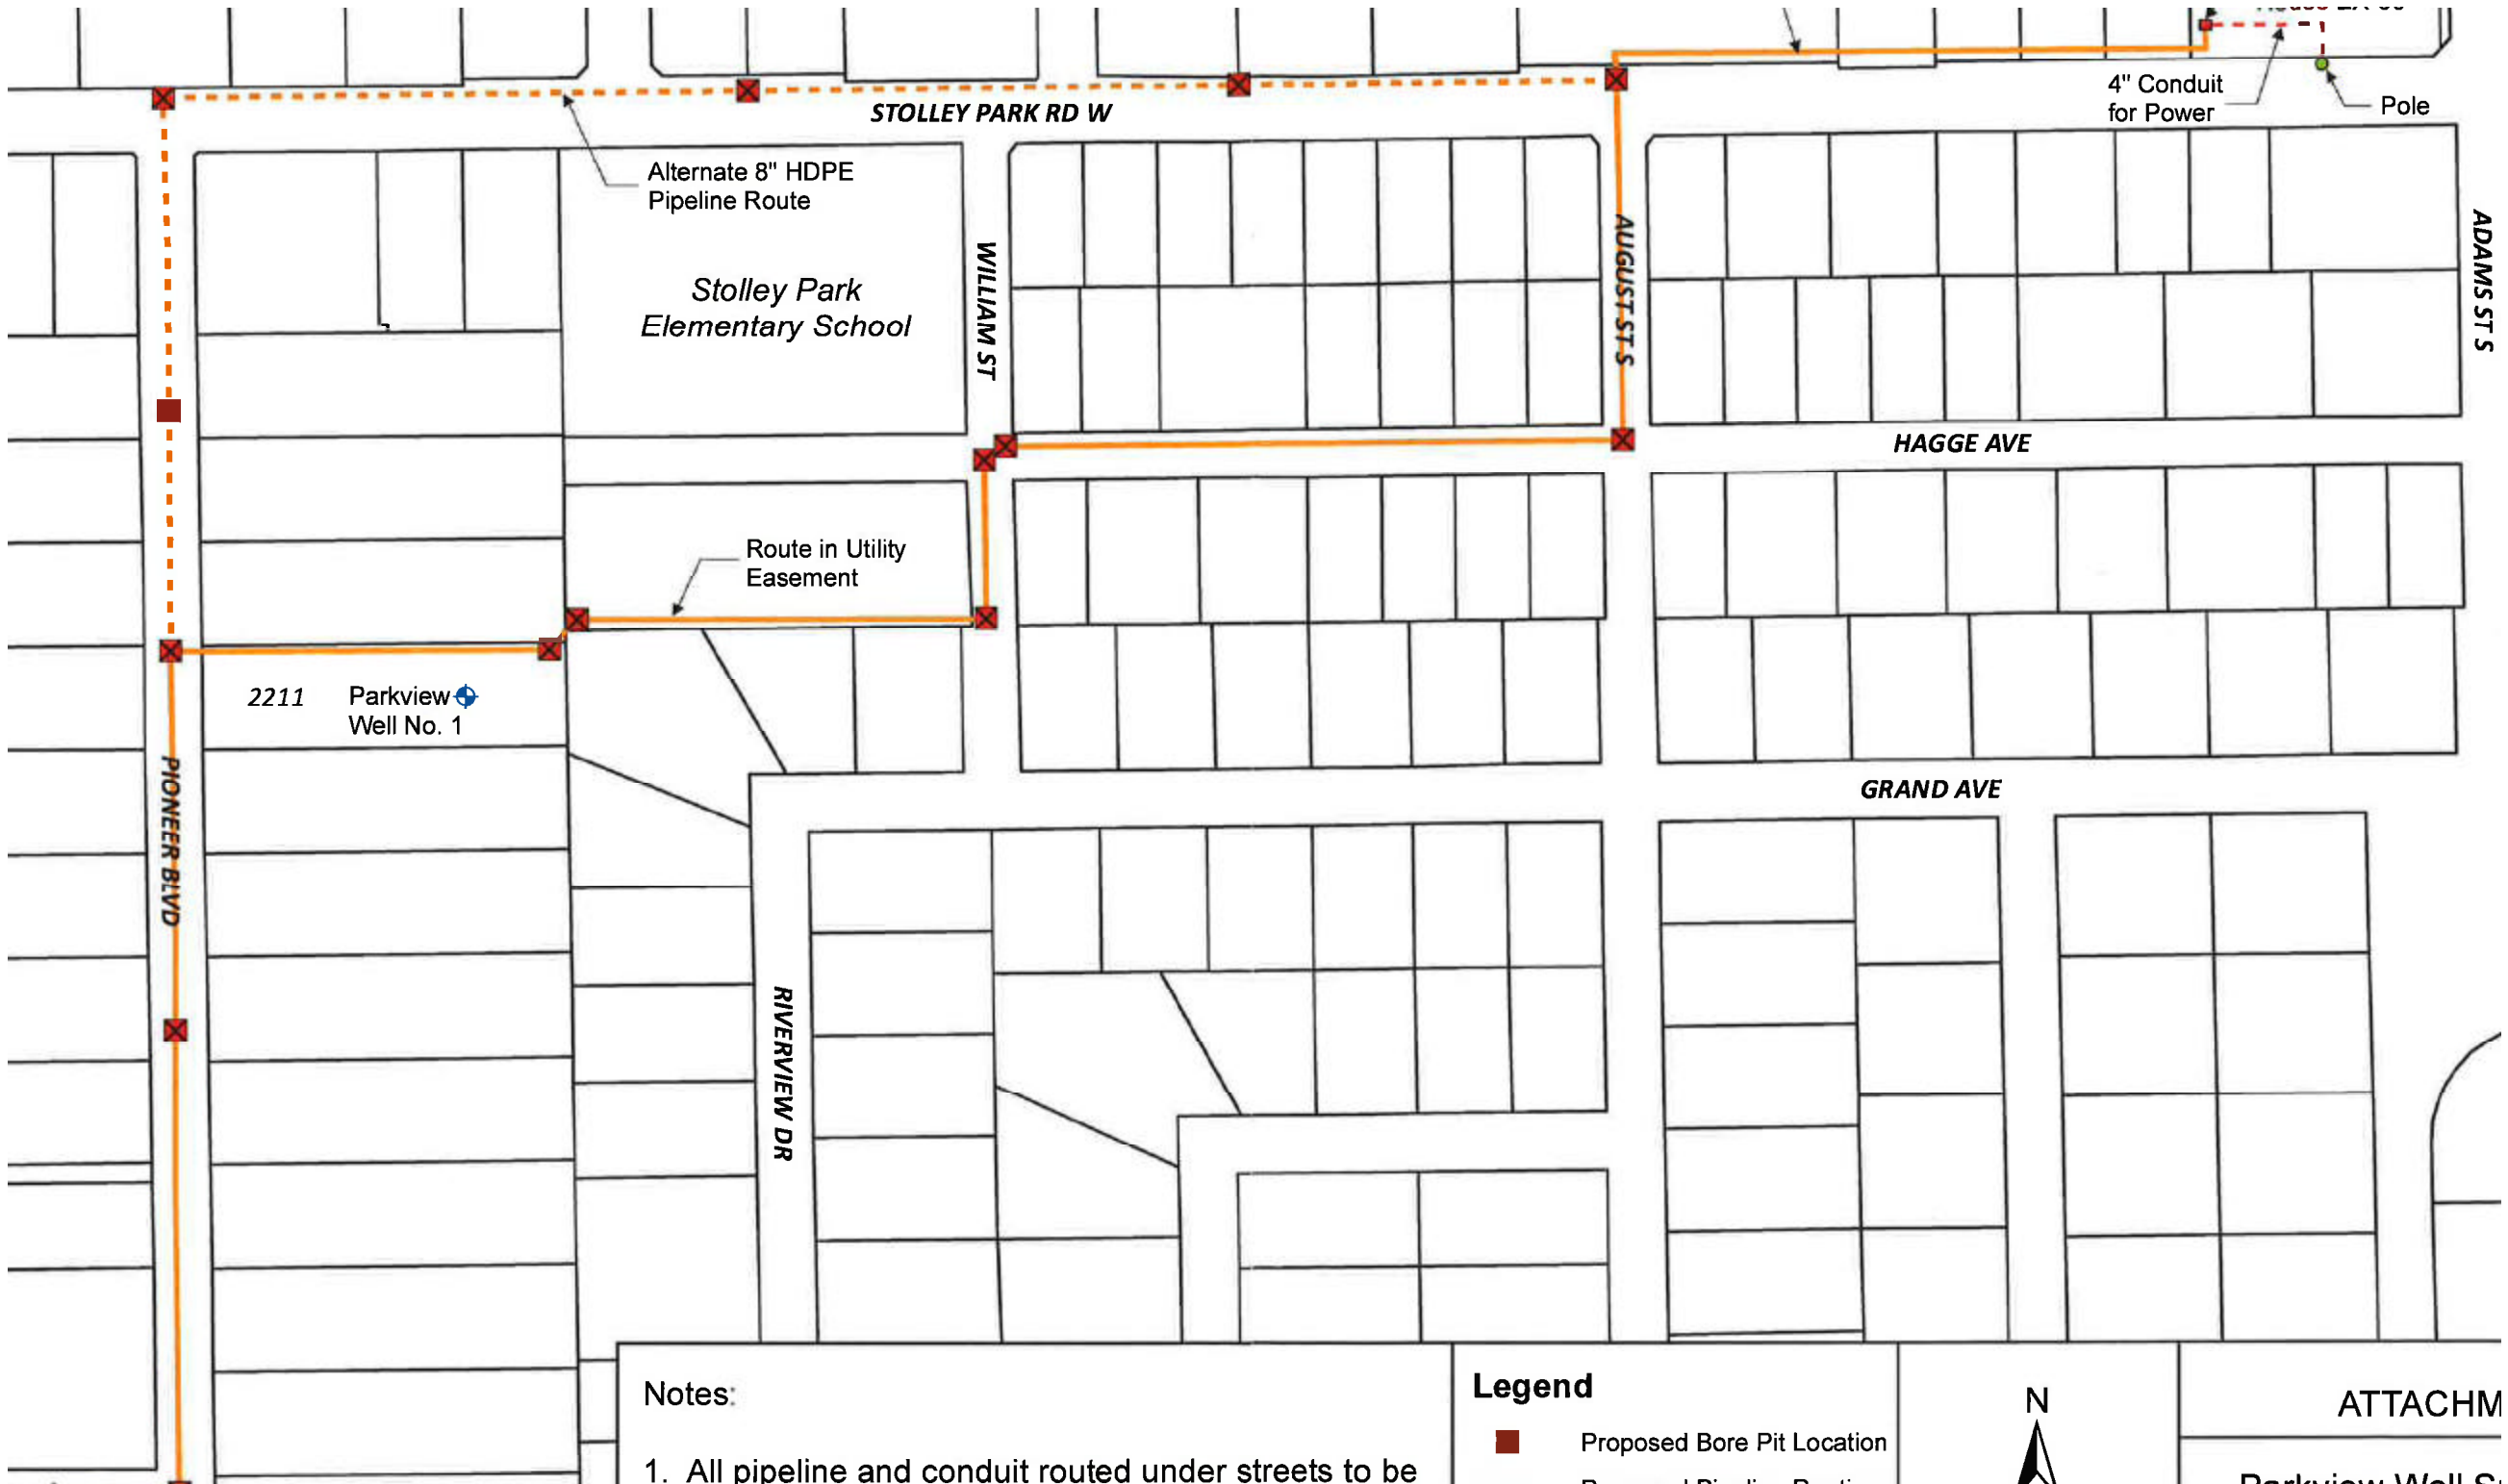 4" Conduit
for Power
Pole
STOLLEY PARK RD W
Alternate 8" HDPE
Pipeline Route
Stolley Park
Elementary School
WILLIAM ST
AUGUST ST S
ADAMS ST S
HAGGE AVE
Route in Utility
Easement
2211
Parkview
Well No. 1
PIONEER BLVD
GRAND AVE
RIVERVIEW DR
Notes:
1. All pipeline and conduit routed under streets to be
Legend
Proposed Bore Pit Location
N
ATTACHM
Parkview Well